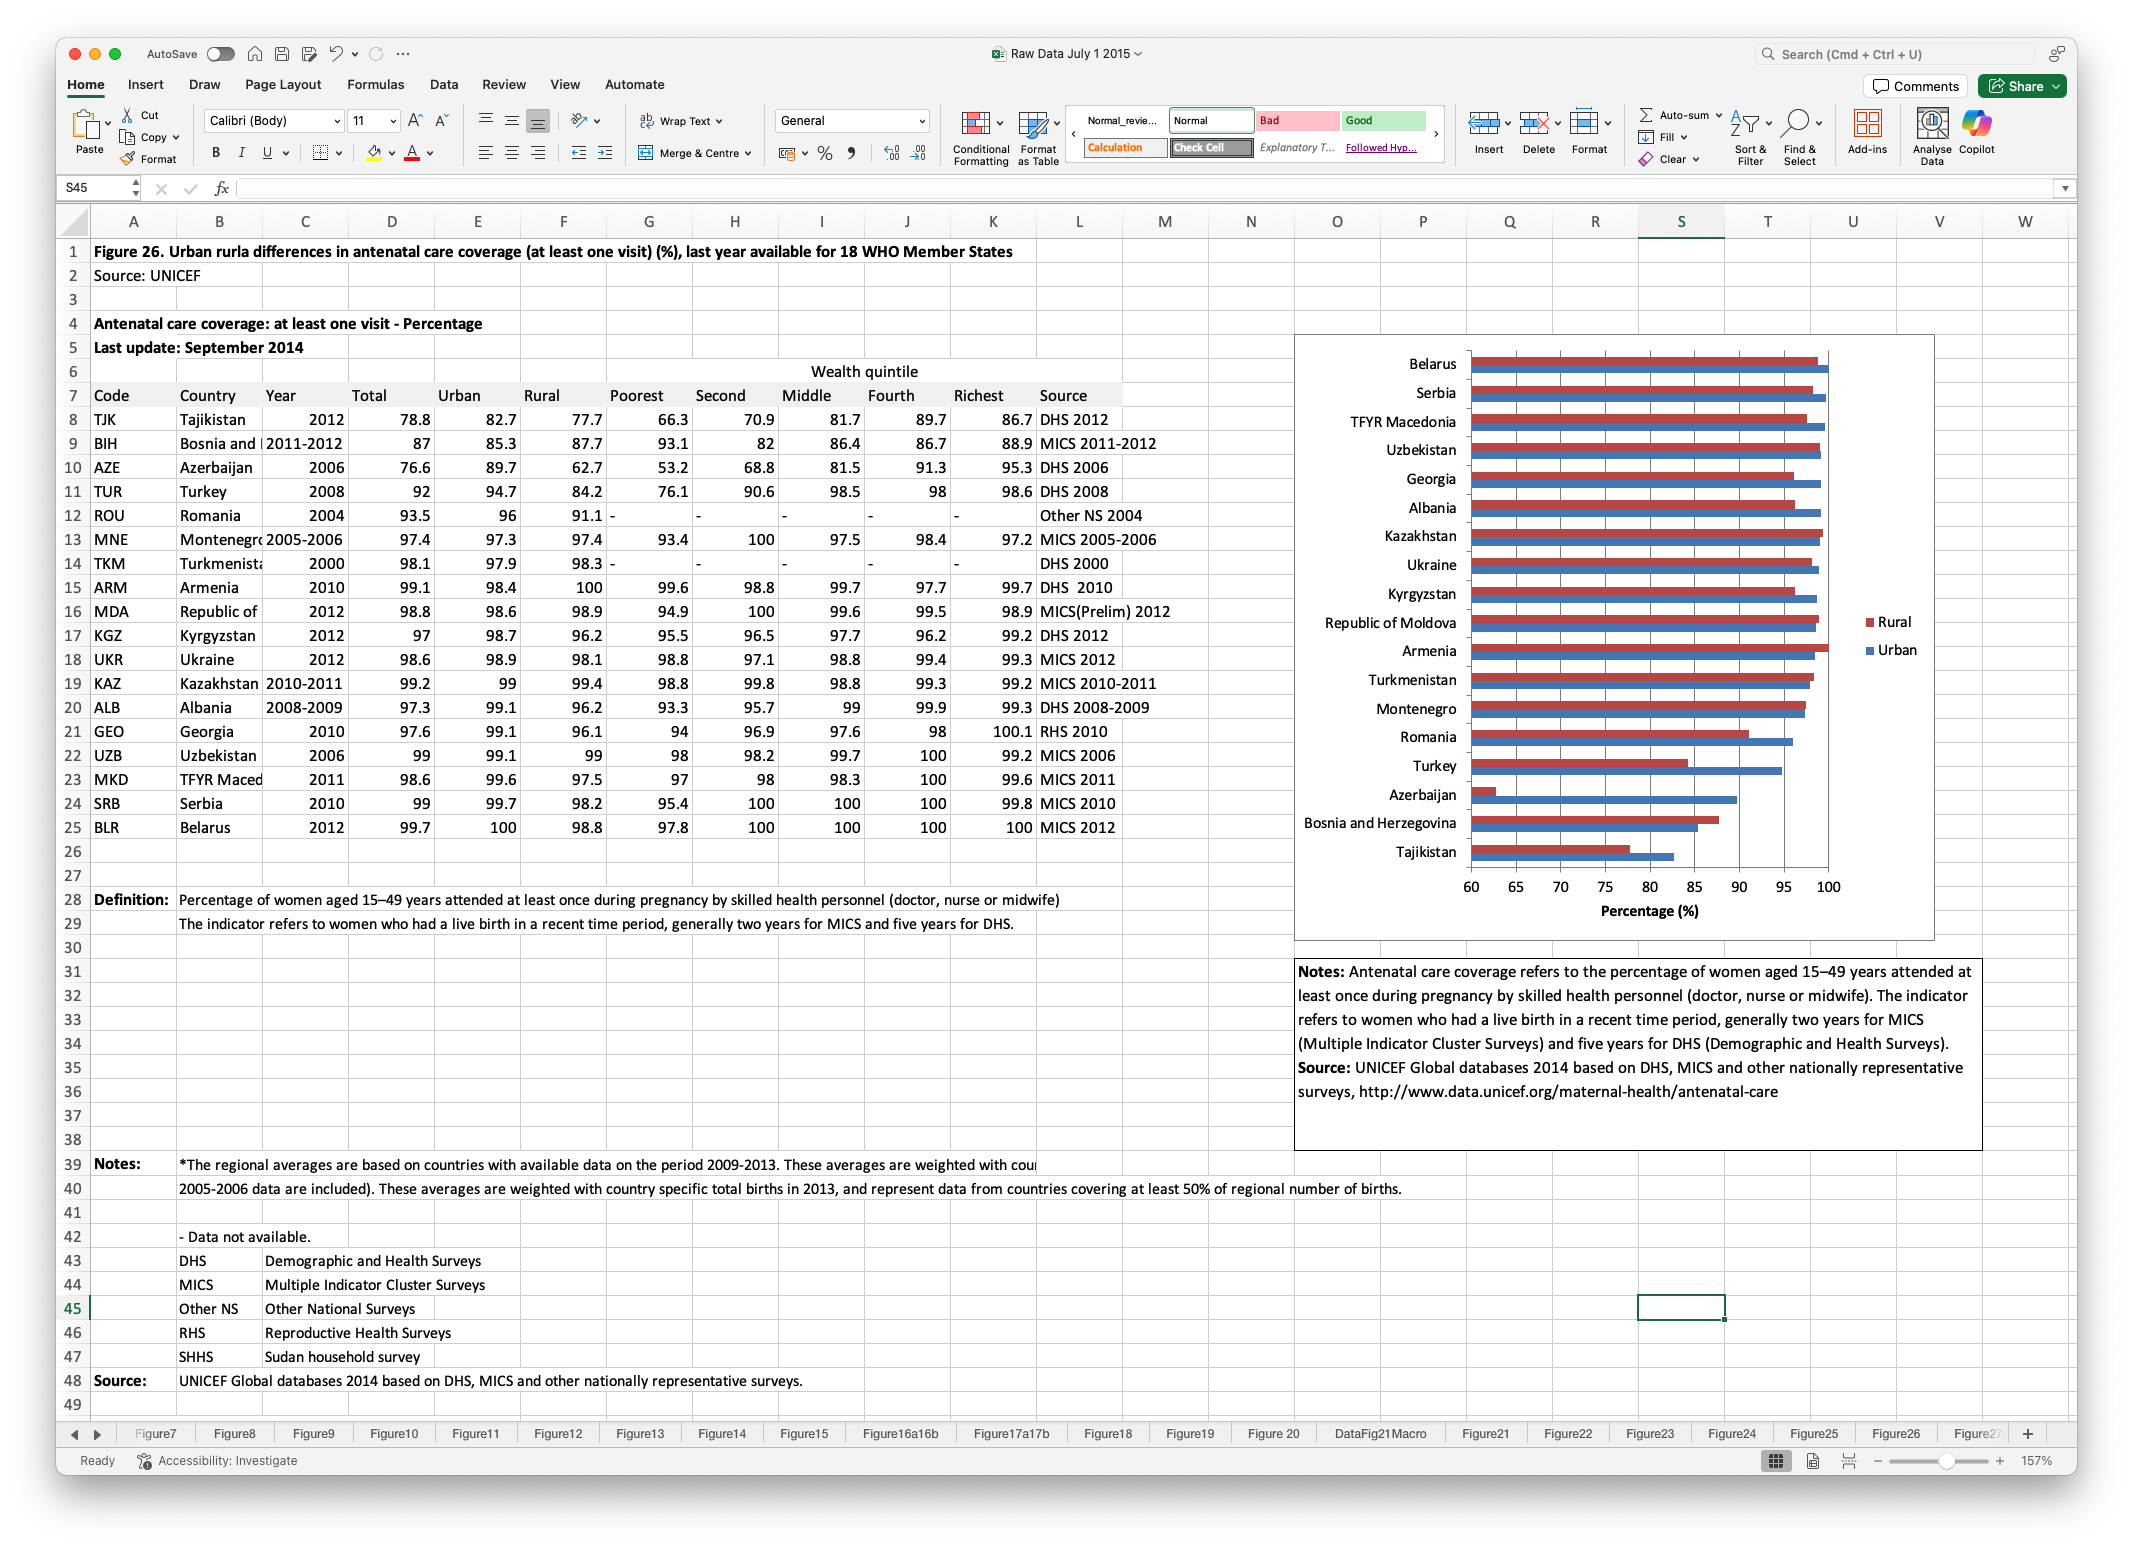 AutoSave
Raw Data July 1 2015
Search (Cmd + Ctrl + U)
Home Insert Draw Page Layout Formulas Data Review View Automate
Comments Share
Paste
Cut
Copy
Format
Calibri (Body) 11
B I U
Wrap Text
Merge & Centre
General
Conditional Formatting
Format as Table
Normal_revie... Normal Bad Good
Calculation Check Cell Explanatory T... Followed Hyp...
Insert Delete Format
Auto-sum
Fill
Clear
Sort & Filter
Find & Select
Add-ins
Analyse Data
Copilot
S45 fx
A B C D E F G H I J K L M N O P Q R S T U V W
1 Figure 26. Urban rurla differences in antenatal care coverage (at least one visit) (%), last year available for 18 WHO Member States
2 Source: UNICEF
3
4 Antenatal care coverage: at least one visit - Percentage
5 Last update: September 2014
6 Wealth quintile
7 Code Country Year Total Urban Rural Poorest Second Middle Fourth Richest Source
8 TJK Tajikistan 2012 78.8 82.7 77.7 66.3 70.9 81.7 89.7 86.7 DHS 2012
9 BIH Bosnia and 2011-2012 87 85.3 87.7 93.1 82 86.4 86.7 88.9 MICS 2011-2012
10 AZE Azerbaijan 2006 76.6 89.7 62.7 53.2 68.8 81.5 91.3 95.3 DHS 2006
11 TUR Turkey 2008 92 94.7 84.2 76.1 90.6 98.5 98 98.6 DHS 2008
12 ROU Romania 2004 93.5 96 91.1 - - - - - Other NS 2004
13 MNE Montenegro 2005-2006 97.4 97.3 97.4 93.4 100 97.5 98.4 97.2 MICS 2005-2006
14 TKM Turkmenista 2000 98.1 97.9 98.3 - - - - - DHS 2000
15 ARM Armenia 2010 99.1 98.4 100 99.6 98.8 99.7 97.7 99.7 DHS 2010
16 MDA Republic of 2012 98.8 98.6 98.9 94.9 100 99.6 99.5 98.9 MICS(Prelim) 2012
17 KGZ Kyrgyzstan 2012 97 98.7 96.2 95.5 96.5 97.7 96.2 99.2 DHS 2012
18 UKR Ukraine 2012 98.6 98.9 98.1 98.8 97.1 98.8 99.4 99.3 MICS 2012
19 KAZ Kazakhstan 2010-2011 99.2 99 99.4 98.8 99.8 98.8 99.3 99.2 MICS 2010-2011
20 ALB Albania 2008-2009 97.3 99.1 96.2 93.3 95.7 99 99.9 99.3 DHS 2008-2009
21 GEO Georgia 2010 97.6 99.1 96.1 94 96.9 97.6 98 100.1 RHS 2010
22 UZB Uzbekistan 2006 99 99.1 99 98 98.2 99.7 100 99.2 MICS 2006
23 MKD TFYR Maced 2011 98.6 99.6 97.5 97 98 98.3 100 99.6 MICS 2011
24 SRB Serbia 2010 99 99.7 98.2 95.4 100 100 100 99.8 MICS 2010
25 BLR Belarus 2012 99.7 100 98.8 97.8 100 100 100 100 MICS 2012
26
27
28 Definition: Percentage of women aged 15–49 years attended at least once during pregnancy by skilled health personnel (doctor, nurse or midwife)
29 The indicator refers to women who had a live birth in a recent time period, generally two years for MICS and five years for DHS.
30
31
32
33
34
35
36
37
38
39 Notes: *The regional averages are based on countries with available data on the period 2009-2013. These averages are weighted with cou
40 2005-2006 data are included). These averages are weighted with country specific total births in 2013, and represent data from countries covering at least 50% of regional number of births.
41
42 - Data not available.
43 DHS Demographic and Health Surveys
44 MICS Multiple Indicator Cluster Surveys
45 Other NS Other National Surveys
46 RHS Reproductive Health Surveys
47 SHHS Sudan household survey
48 Source: UNICEF Global databases 2014 based on DHS, MICS and other nationally representative surveys.
49
Belarus
Serbia
TFYR Macedonia
Uzbekistan
Georgia
Albania
Kazakhstan
Ukraine
Kyrgyzstan
Republic of Moldova
Armenia
Turkmenistan
Montenegro
Romania
Turkey
Azerbaijan
Bosnia and Herzegovina
Tajikistan
60 65 70 75 80 85 90 95 100
Percentage (%)
Rural
Urban
Notes: Antenatal care coverage refers to the percentage of women aged 15–49 years attended at
least once during pregnancy by skilled health personnel (doctor, nurse or midwife). The indicator
refers to women who had a live birth in a recent time period, generally two years for MICS
(Multiple Indicator Cluster Surveys) and five years for DHS (Demographic and Health Surveys).
Source: UNICEF Global databases 2014 based on DHS, MICS and other nationally representative
surveys, http://www.data.unicef.org/maternal-health/antenatal-care
Figure7 Figure8 Figure9 Figure10 Figure11 Figure12 Figure13 Figure14 Figure15 Figure16a16b Figure17a17b Figure18 Figure19 Figure 20 DataFig21Macro Figure21 Figure22 Figure23 Figure24 Figure25 Figure26 Figure27
Ready Accessibility: Investigate 157%